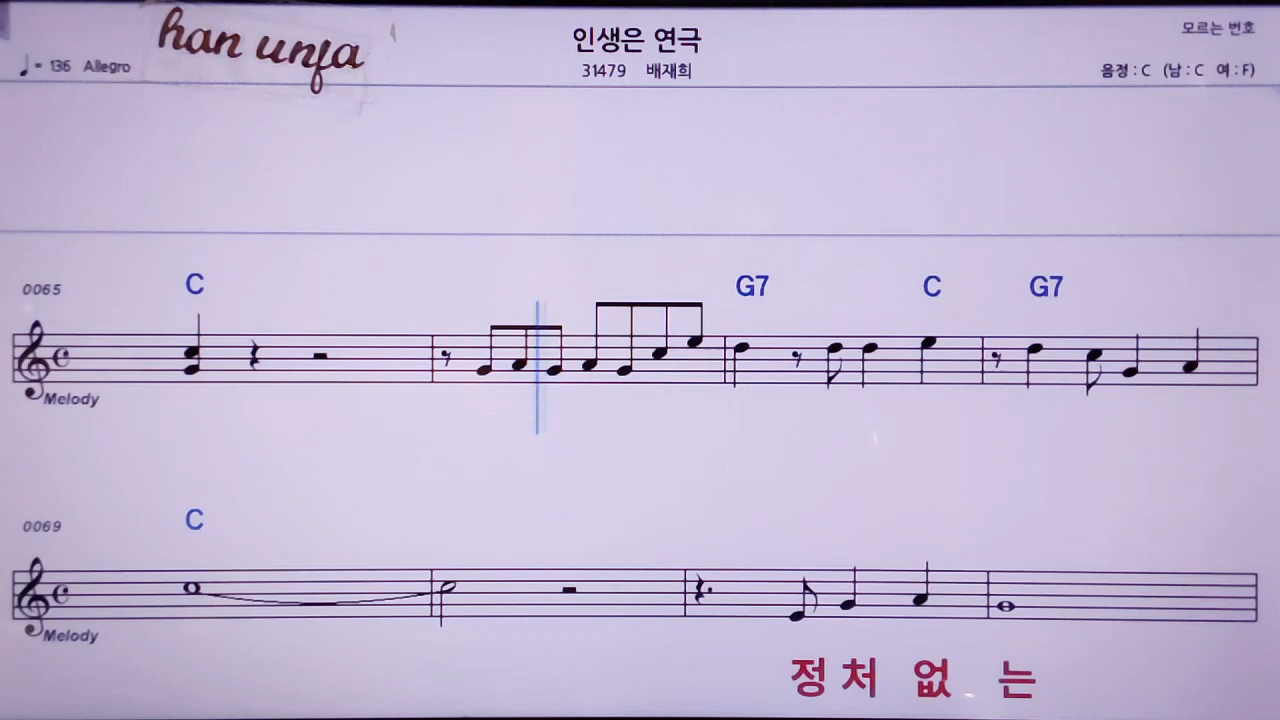 han unfa
인생은 연극
모르는 번호
♩= 136 Allegro
31479 배재희
음정 : C (남 : C 여 : F)
0065
C
G7 C G7
Melody
0069
C
Melody
정 처 없 는